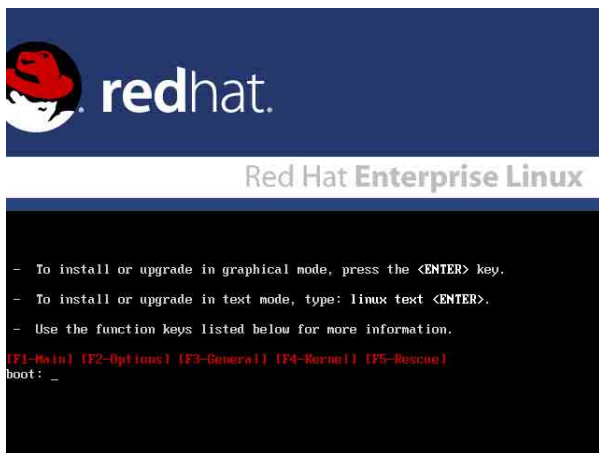 redhat.
Red Hat Enterprise Linux
- To install or upgrade in graphical mode, press the <ENTER> key.
- To install or upgrade in text mode, type: linux text <ENTER>.
- Use the function keys listed below for more information.
[F1-Main] [F2-Options] [F3-General] [F4-Kernel] [F5-Rescue]
boot: _